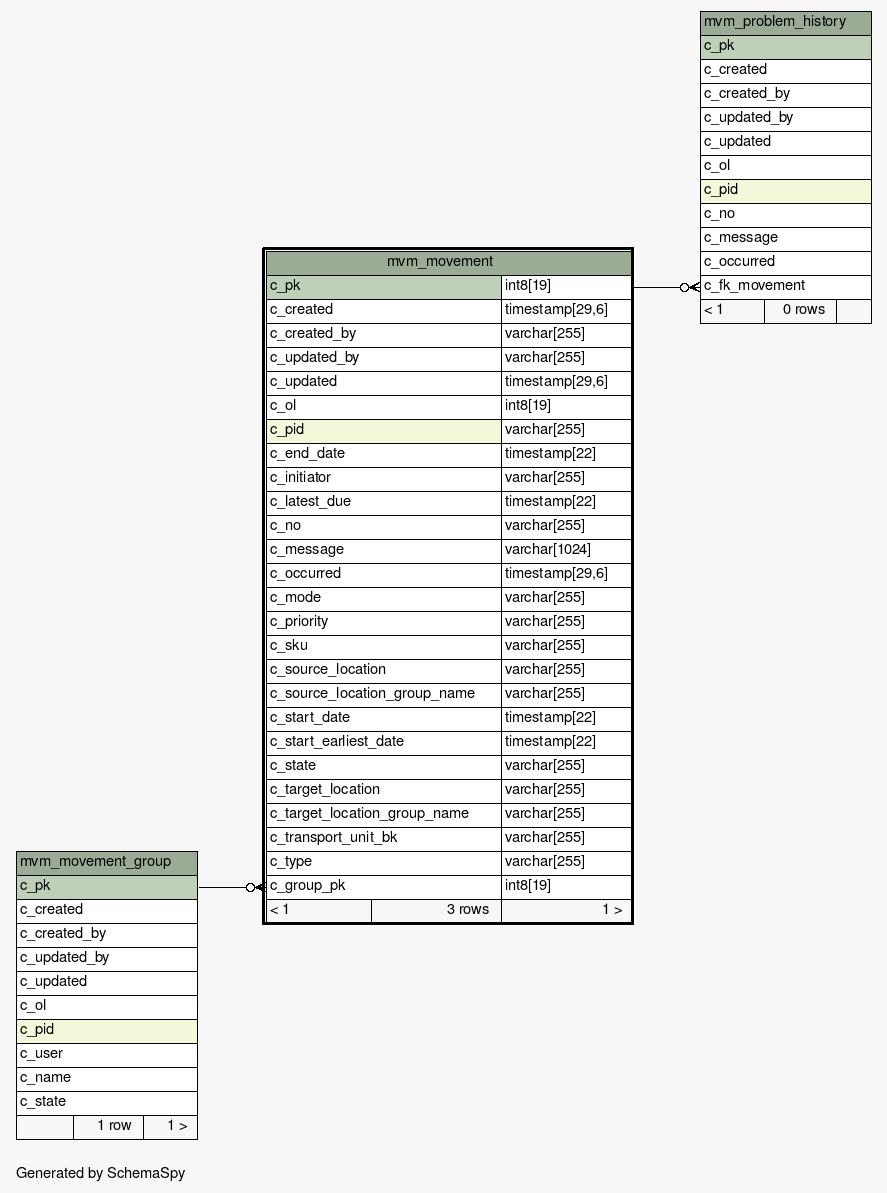 mvm_problem_history
c_pk
c_created
c_created_by
c_updated_by
c_updated
c_ol
c_pid
c_no
c_message
c_occurred
c_fk_movement
< 1 0 rows
mvm_movement
c_pk int8[19]
c_created timestamp[29,6]
c_created_by varchar[255]
c_updated_by varchar[255]
c_updated timestamp[29,6]
c_ol int8[19]
c_pid varchar[255]
c_end_date timestamp[22]
c_initiator varchar[255]
c_latest_due timestamp[22]
c_no varchar[255]
c_message varchar[1024]
c_occurred timestamp[29,6]
c_mode varchar[255]
c_priority varchar[255]
c_sku varchar[255]
c_source_location varchar[255]
c_source_location_group_name varchar[255]
c_start_date timestamp[22]
c_start_earliest_date timestamp[22]
c_state varchar[255]
c_target_location varchar[255]
c_target_location_group_name varchar[255]
c_transport_unit_bk varchar[255]
c_type varchar[255]
c_group_pk int8[19]
< 1 3 rows 1 >
mvm_movement_group
c_pk
c_created
c_created_by
c_updated_by
c_updated
c_ol
c_pid
c_user
c_name
c_state
1 row 1 >
Generated by SchemaSpy